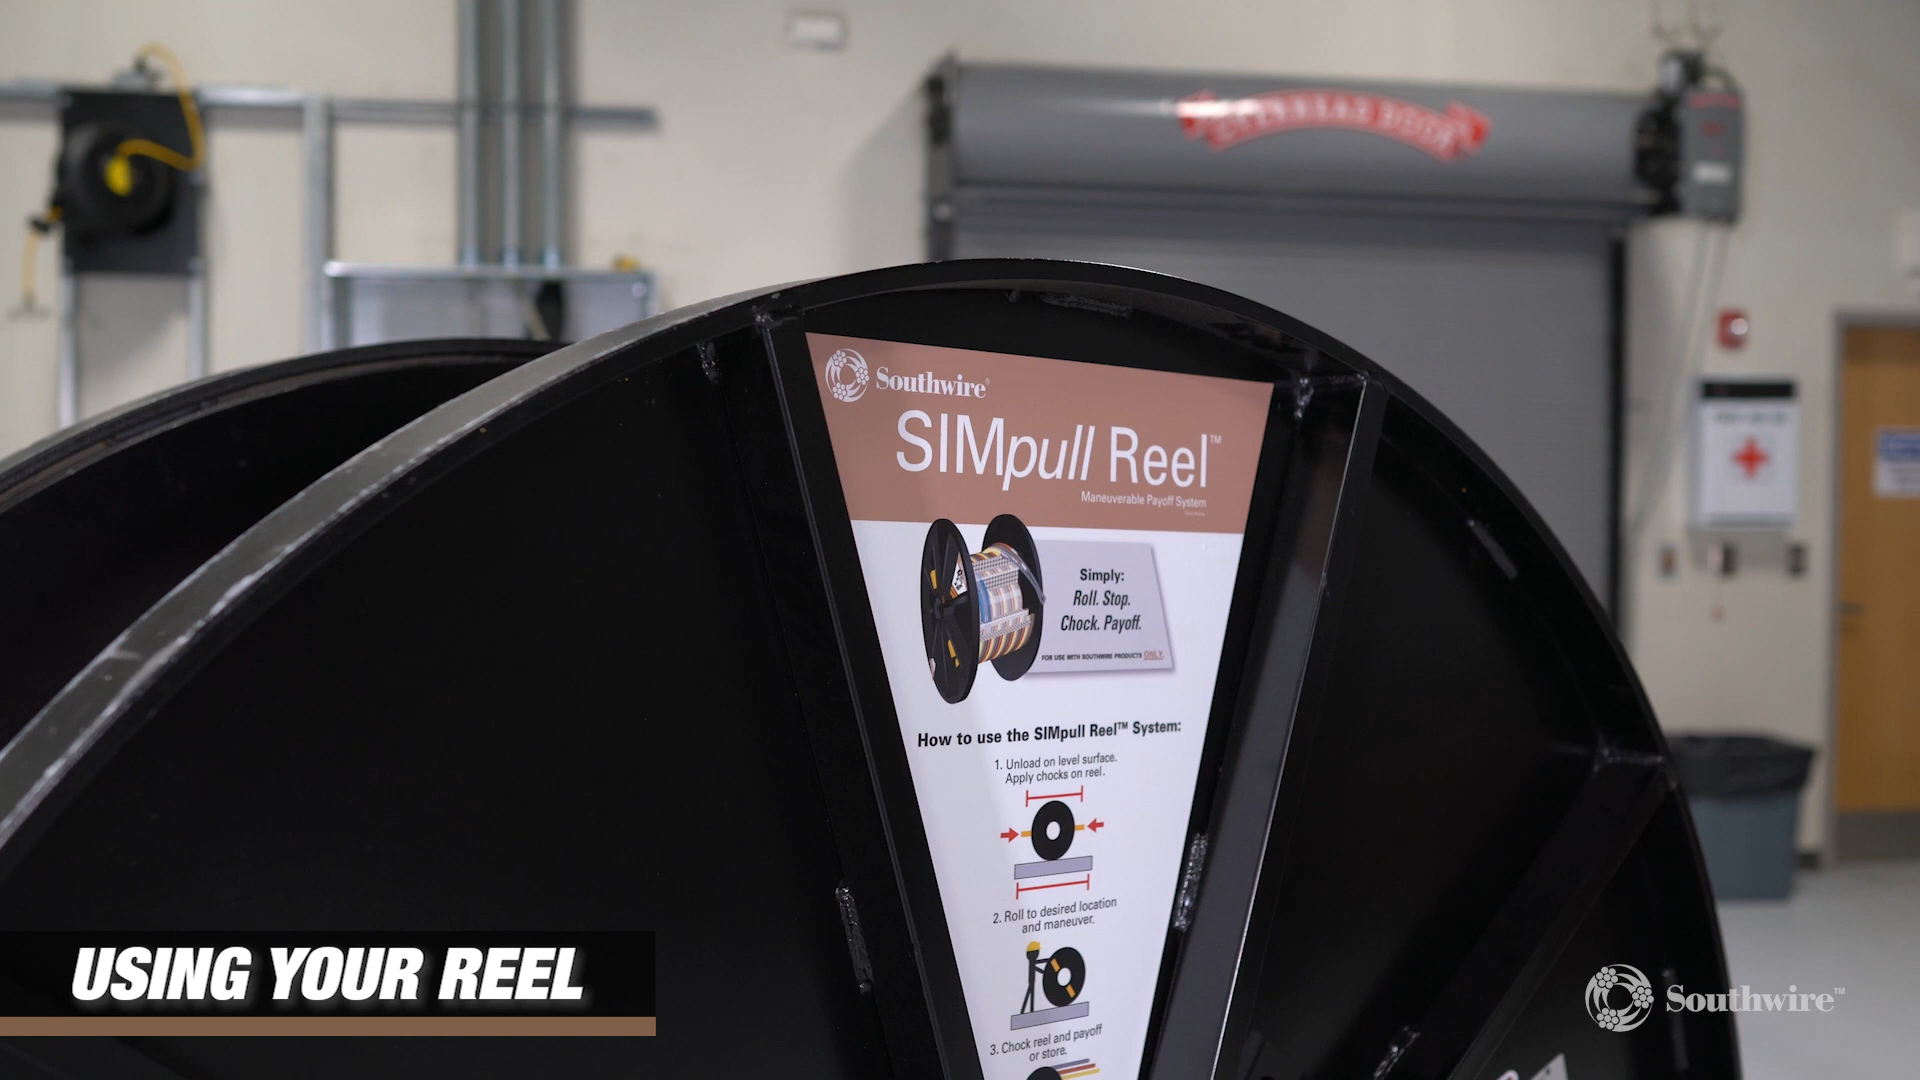 OVERHEAD DOOR
Southwire®
SIMpull Reel™
Maneuverable Payoff System
Simply:
Roll. Stop.
Chock. Payoff.
FOR USE WITH SOUTHWIRE PRODUCTS ONLY.
How to use the SIMpull Reel™ System:
1. Unload on level surface.
Apply chocks on reel.
2. Roll to desired location
and maneuver.
3. Chock reel and payoff
or store.
USING YOUR REEL
Southwire™